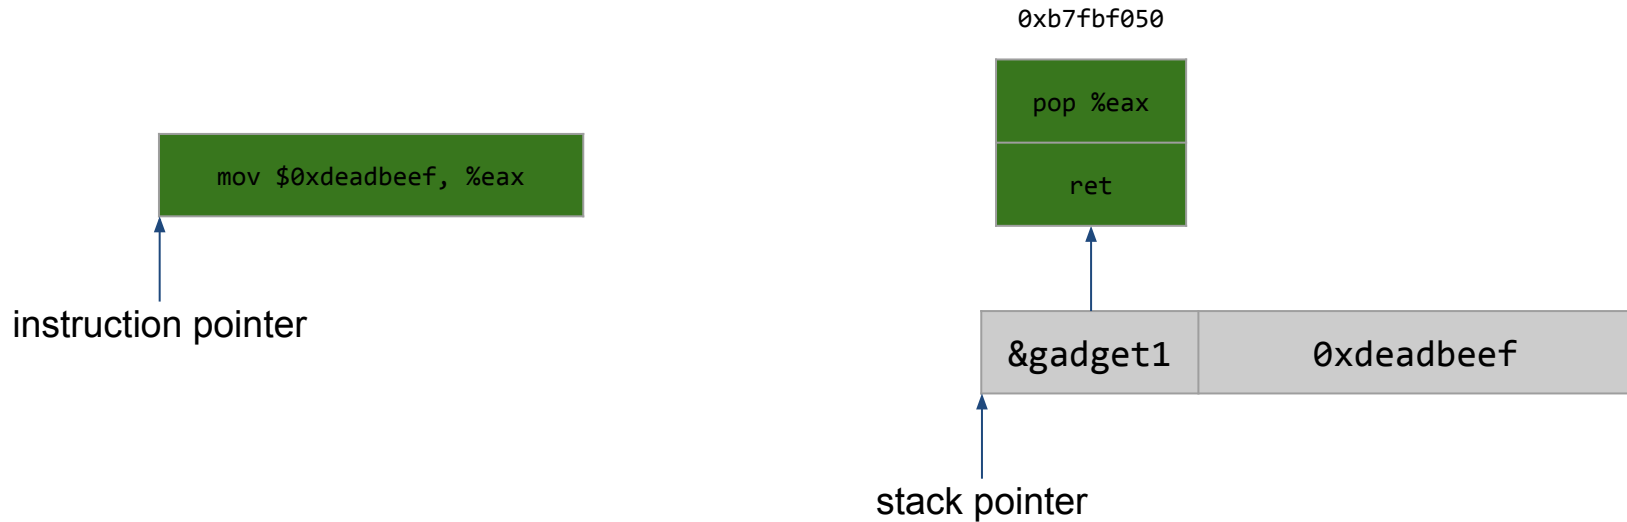 0xb7fbf050
pop %eax
mov $0xdeadbeef, %eax
ret
instruction pointer
&gadget1
0xdeadbeef
stack pointer